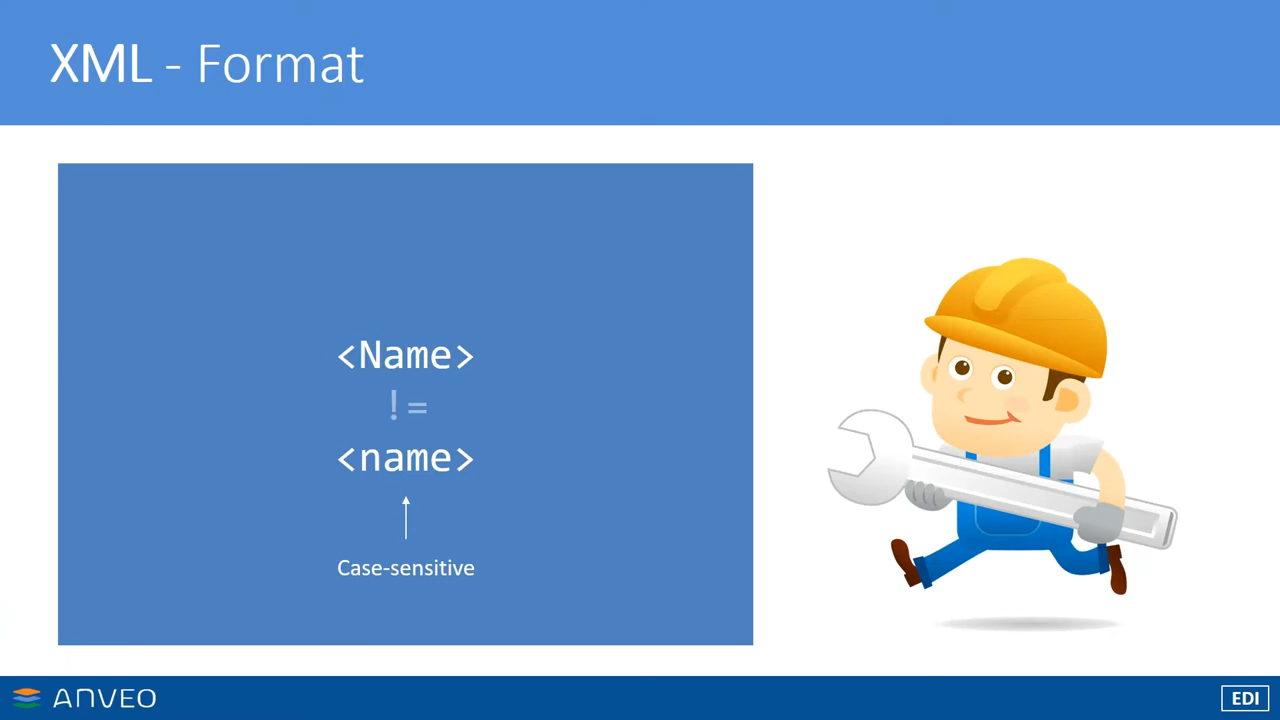 XML - Format
<Name>
!=
<name>
Case-sensitive
ANVEO
EDI